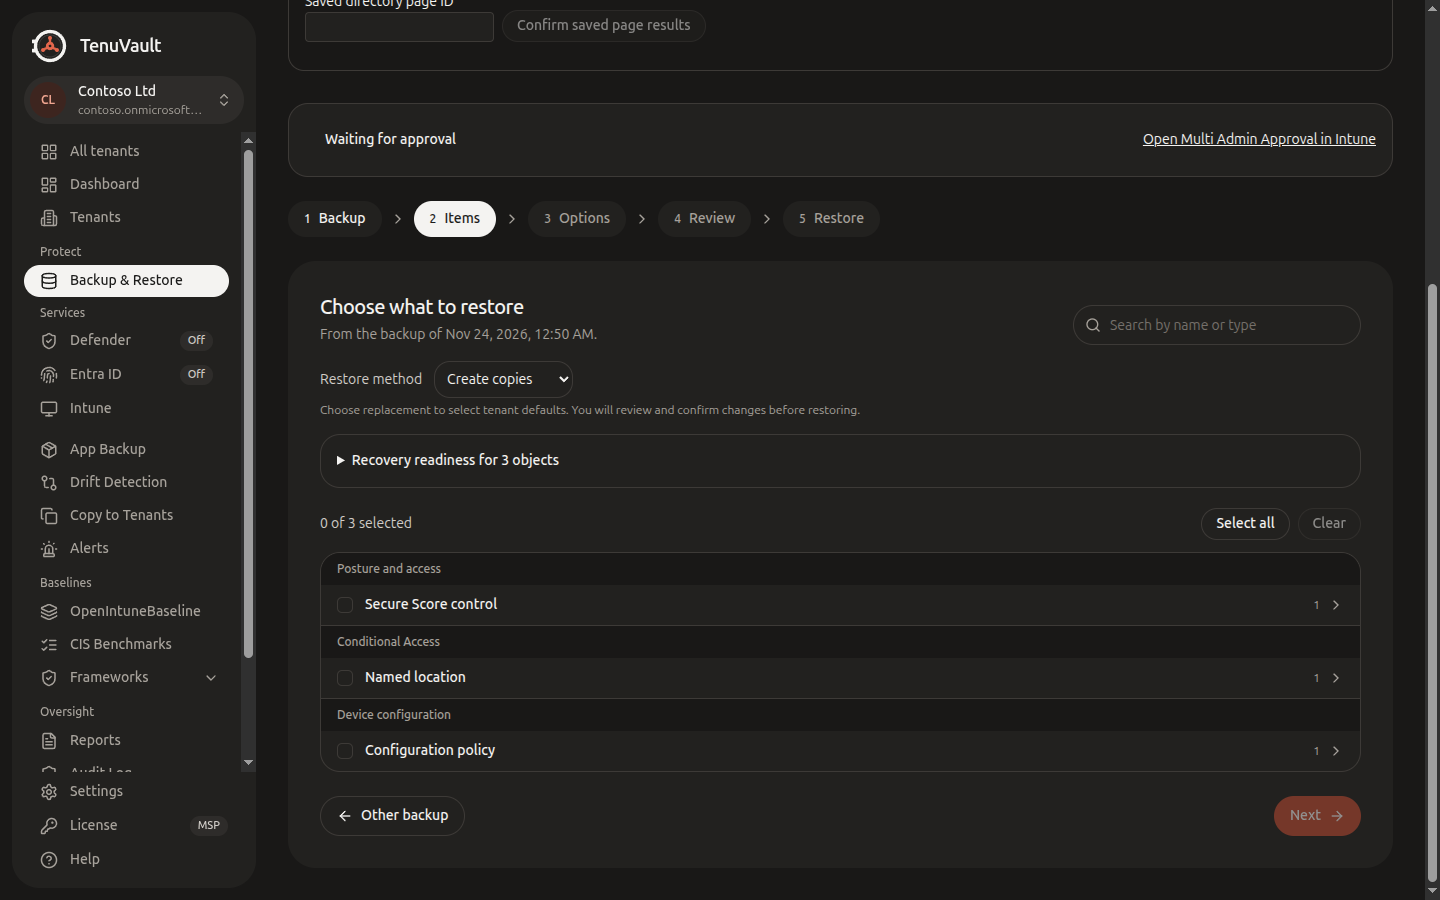 TenuVault
CL
Contoso Ltd
contoso.onmicrosoft...
All tenants
Dashboard
Tenants
Protect
Backup & Restore
Services
Defender Off
Entra ID Off
Intune
App Backup
Drift Detection
Copy to Tenants
Alerts
Baselines
OpenIntuneBaseline
CIS Benchmarks
Frameworks
Oversight
Reports
Audit Log
Settings
License MSP
Help
Saved directory page ID
Confirm saved page results
Waiting for approval
Open Multi Admin Approval in Intune
1 Backup 2 Items 3 Options 4 Review 5 Restore
Choose what to restore
From the backup of Nov 24, 2026, 12:50 AM.
Search by name or type
Restore method Create copies
Choose replacement to select tenant defaults. You will review and confirm changes before restoring.
Recovery readiness for 3 objects
0 of 3 selected
Select all Clear
Posture and access
Secure Score control 1
Conditional Access
Named location 1
Device configuration
Configuration policy 1
Other backup
Next